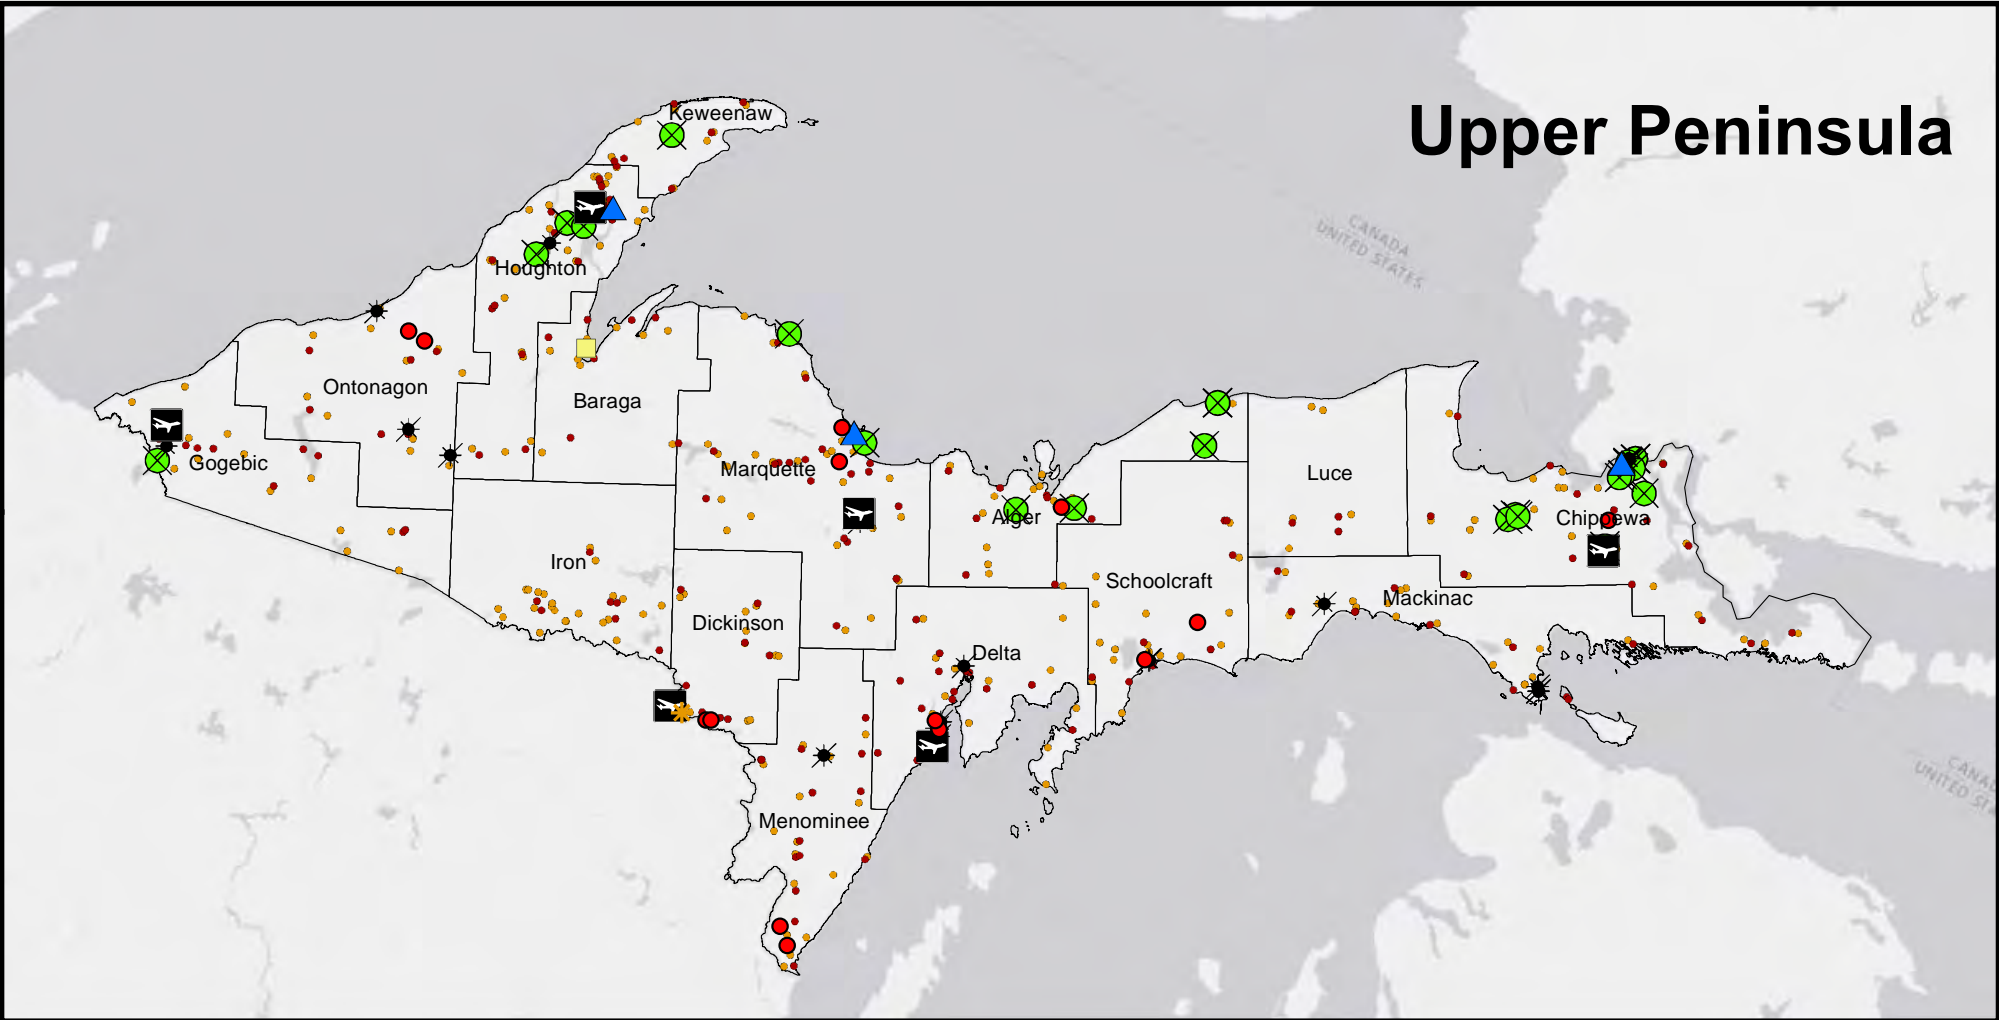 Upper Peninsula
Keweenaw
Houghton
CANADA
UNITED STATES
Ontonagon
Baraga
Gogebic
Marquette
Luce
Alger
Chippewa
Iron
Schoolcraft
Mackinac
Dickinson
Delta
Menominee